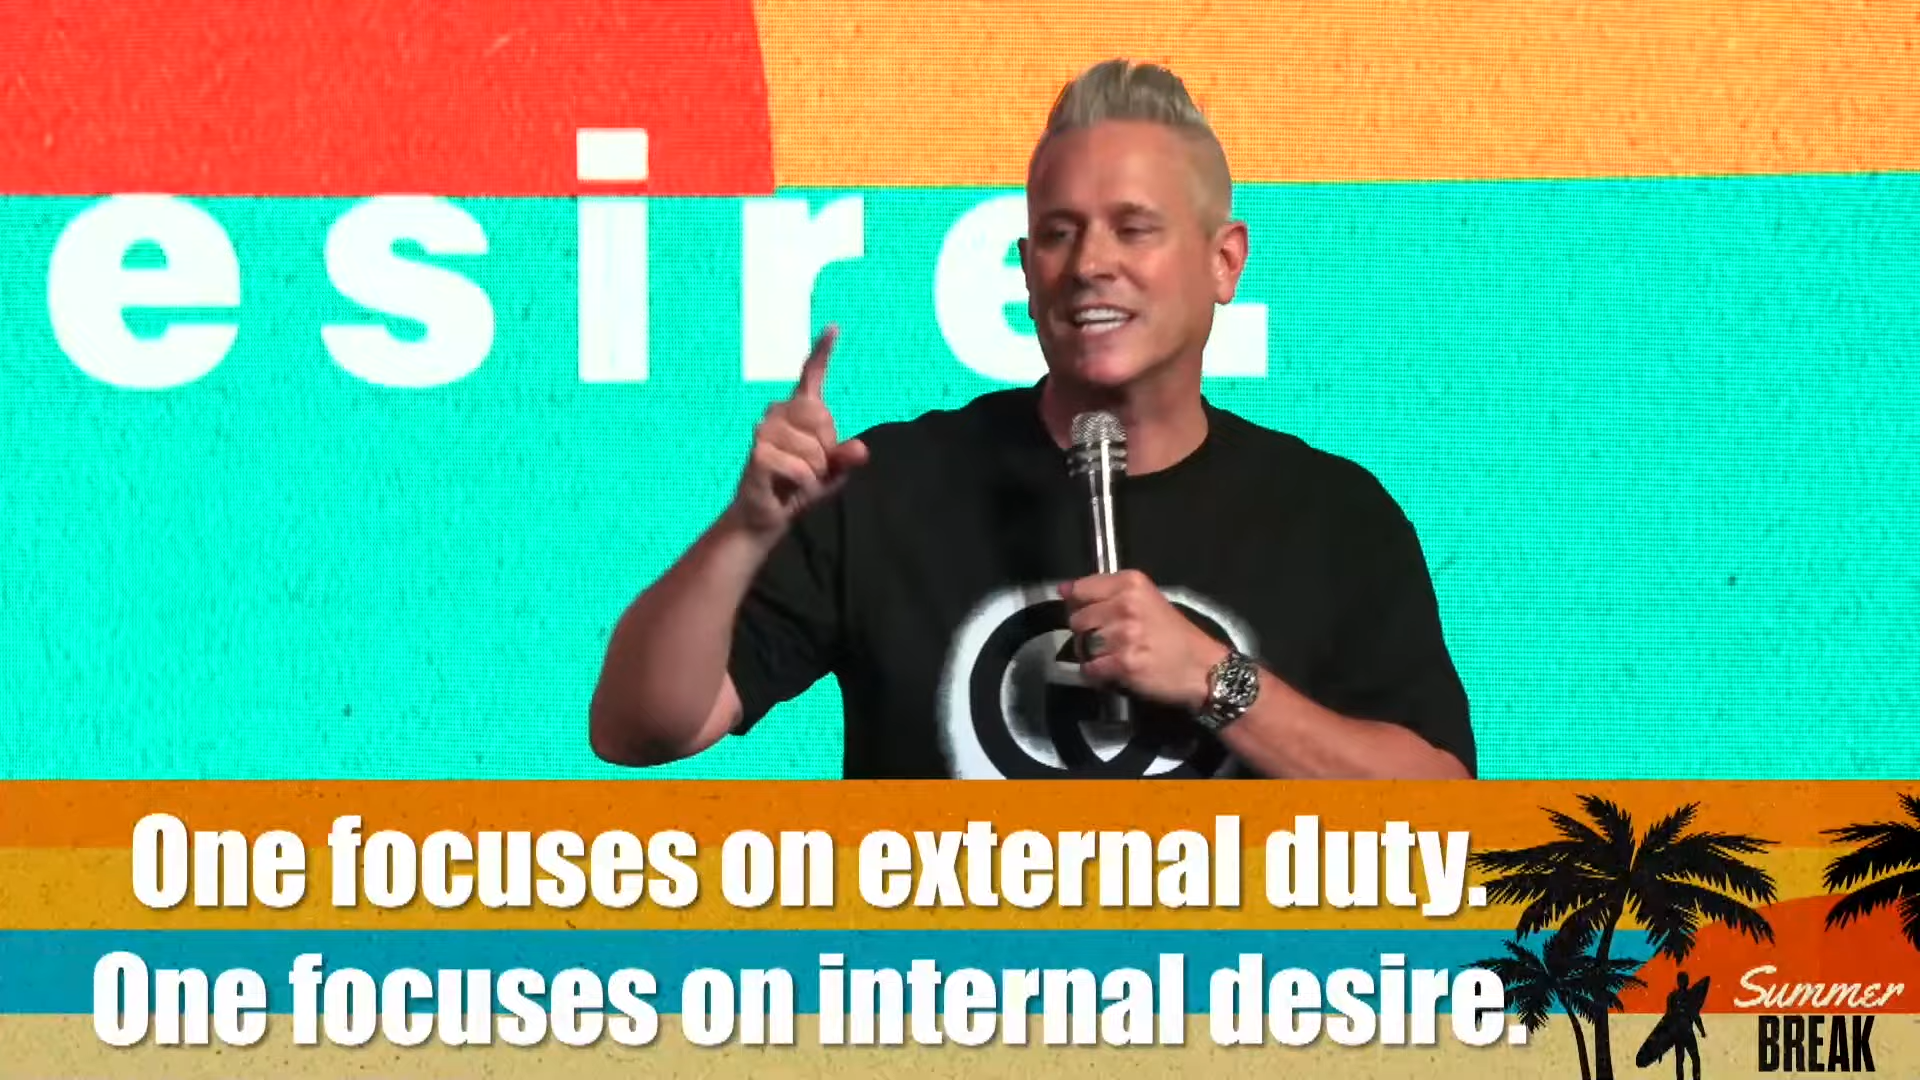 esire.
One focuses on external duty.
One focuses on internal desire.
Summer
BREAK